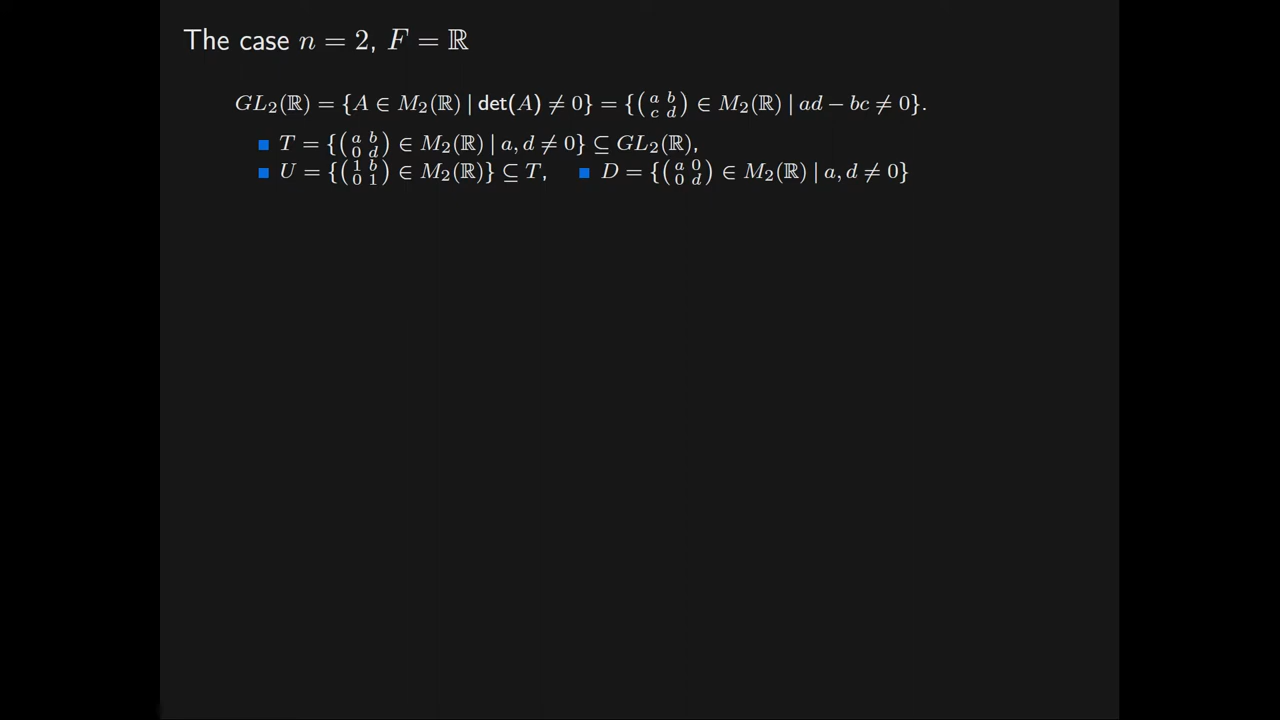 The case n = 2, F = ℝ
GL₂(ℝ) = {A ∈ M₂(ℝ) | det(A) ≠ 0} = {(a b c d) ∈ M₂(ℝ) | ad − bc ≠ 0}.
T = {(a b 0 d) ∈ M₂(ℝ) | a, d ≠ 0} ⊆ GL₂(ℝ),
U = {(1 b 0 1) ∈ M₂(ℝ)} ⊆ T, D = {(a 0 0 d) ∈ M₂(ℝ) | a, d ≠ 0}